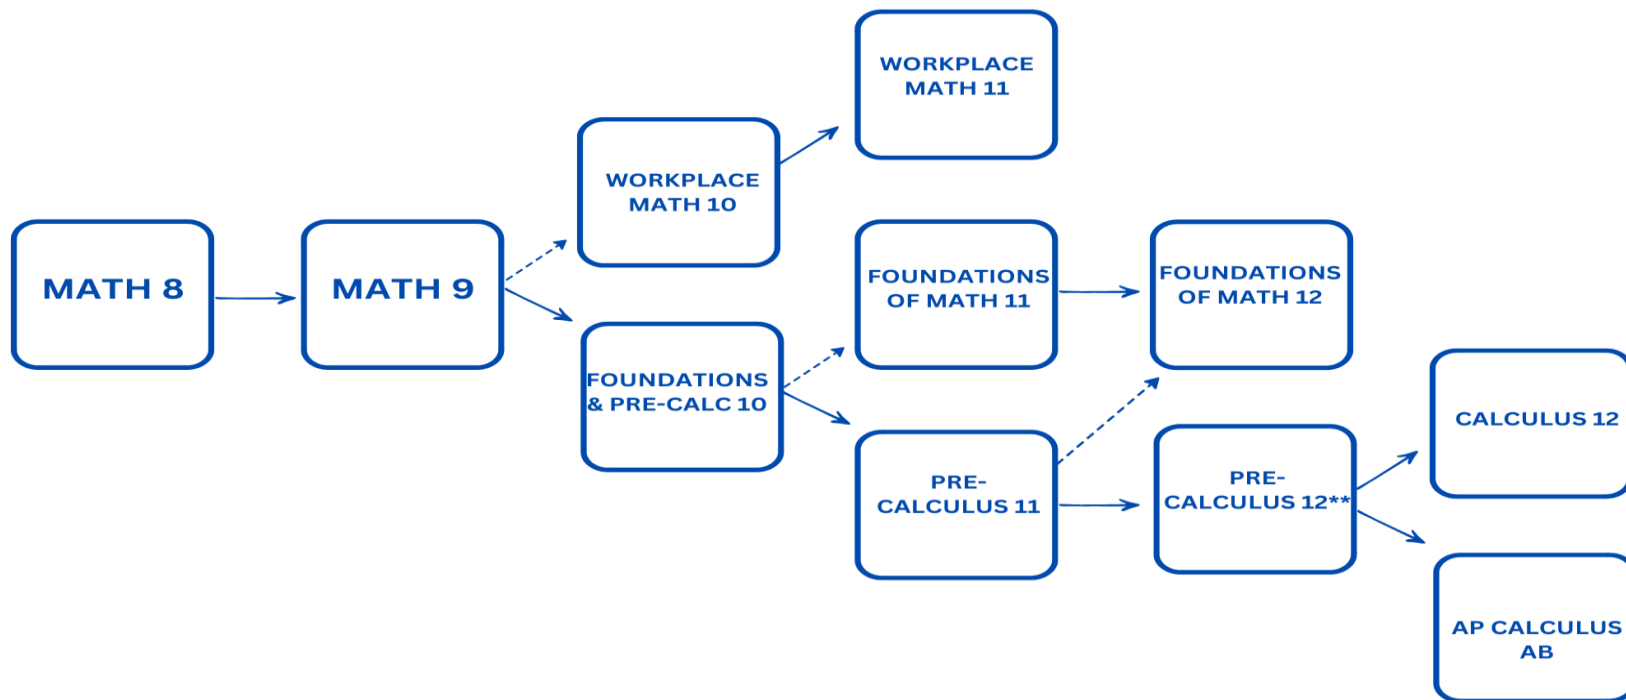 MATH 8
MATH 9
WORKPLACE
MATH 10
FOUNDATIONS
& PRE-CALC 10
WORKPLACE
MATH 11
FOUNDATIONS
OF MATH 11
PRE-
CALCULUS 11
FOUNDATIONS
OF MATH 12
PRE-
CALCULUS 12**
CALCULUS 12
AP CALCULUS
AB